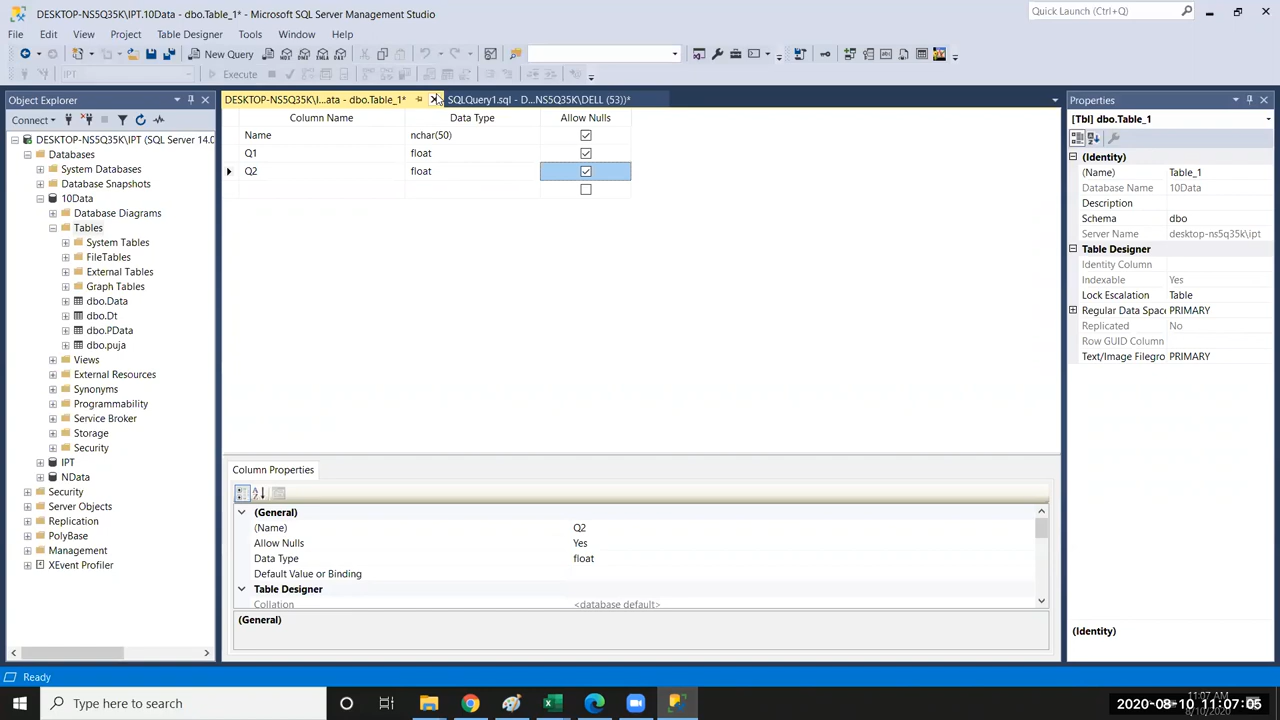 DESKTOP-NS5Q35K\IPT.10Data - dbo.Table_1* - Microsoft SQL Server Management Studio
Quick Launch (Ctrl+Q)
File Edit View Project Table Designer Tools Window Help
New Query
IPT Execute
Object Explorer
DESKTOP-NS5Q35K\I...ata - dbo.Table_1*
SQLQuery1.sql - D...NS5Q35K\DELL (53))*
Properties
Connect
Column Name Data Type Allow Nulls
Name nchar(50)
Q1 float
Q2 float
DESKTOP-NS5Q35K\IPT (SQL Server 14.0
Databases
System Databases
Database Snapshots
10Data
Database Diagrams
Tables
System Tables
FileTables
External Tables
Graph Tables
dbo.Data
dbo.Dt
dbo.PData
dbo.puja
Views
External Resources
Synonyms
Programmability
Service Broker
Storage
Security
IPT
NData
Security
Server Objects
Replication
PolyBase
Management
XEvent Profiler
Column Properties
(General)
(Name) Q2
Allow Nulls Yes
Data Type float
Default Value or Binding
Table Designer
Collation <database default>
(General)
[Tbl] dbo.Table_1
(Identity)
(Name) Table_1
Database Name 10Data
Description
Schema dbo
Server Name desktop-ns5q35k\ipt
Table Designer
Identity Column
Indexable Yes
Lock Escalation Table
Regular Data Spac PRIMARY
Replicated No
Row GUID Column
Text/Image Filegro PRIMARY
(Identity)
Ready
Type here to search
11:07 AM
2020-08-10 11:07:05
8/10/2020